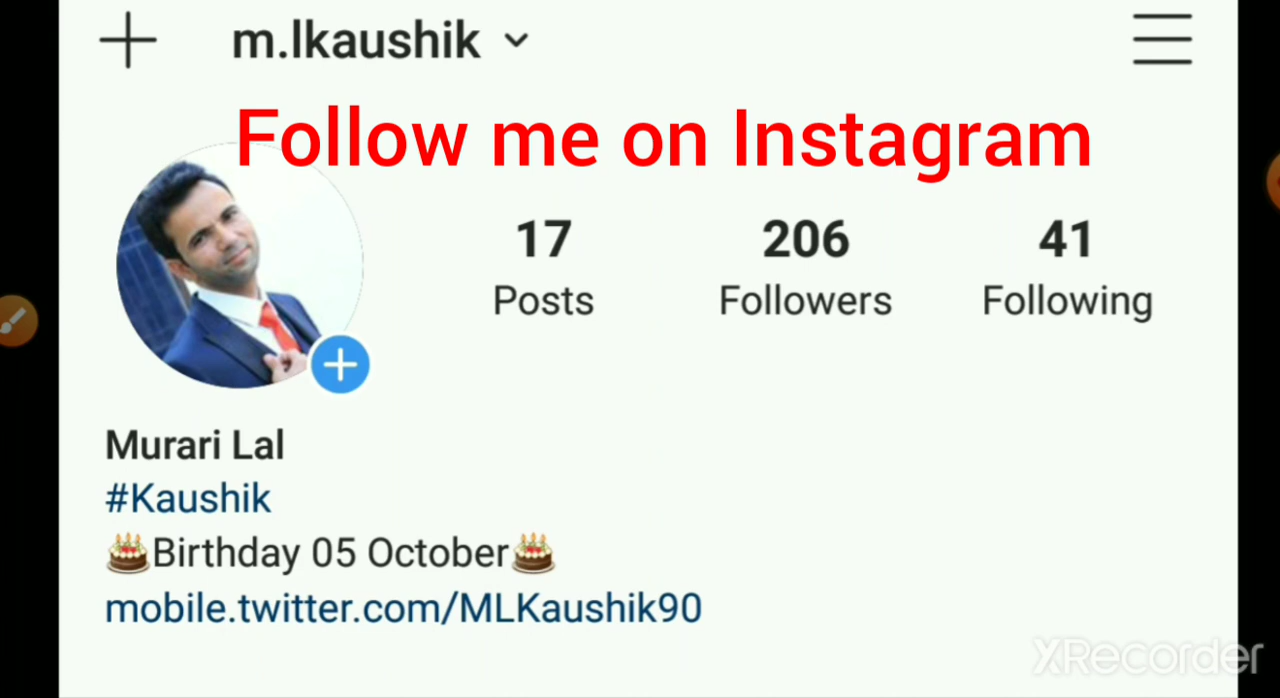 m.lkaushik
Follow me on Instagram
17 206 41
Posts Followers Following
Murari Lal
#Kaushik
🎂Birthday 05 October🎂
mobile.twitter.com/MLKaushik90
XRecorder